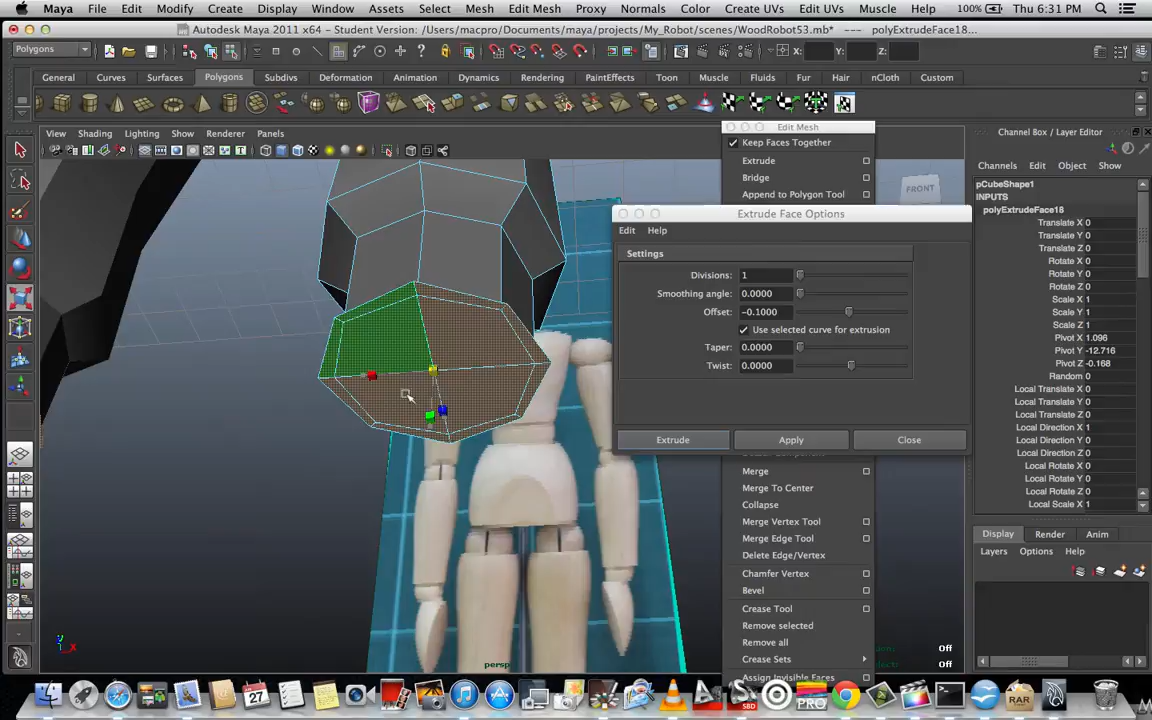 Maya File Edit Modify Create Display Window Assets Select Mesh Edit Mesh Proxy Normals Color Create UVs Edit UVs Muscle Help 100% Thu 6:31 PM
Autodesk Maya 2011 x64 - Student Version: /Users/macpro/Documents/maya/projects/My_Robot/scenes/WoodRobot53.mb* --- polyExtrudeFace18...
Polygons X: Y: Z:
General Curves Surfaces Polygons Subdivs Deformation Animation Dynamics Rendering PaintEffects Toon Muscle Fluids Fur Hair nCloth Custom
View Shading Lighting Show Renderer Panels
FRONT
persp
Edit Mesh
Keep Faces Together
Extrude
Bridge
Append to Polygon Tool
Extrude Face Options
Edit Help
Settings
Divisions: 1
Smoothing angle: 0.0000
Offset: -0.1000
Use selected curve for extrusion
Taper: 0.0000
Twist: 0.0000
Extrude Apply Close
Merge
Merge To Center
Collapse
Merge Vertex Tool
Merge Edge Tool
Delete Edge/Vertex
Chamfer Vertex
Bevel
Crease Tool
Remove selected
Remove all
Crease Sets
Assign Invisible Faces
Off
Off
Channel Box / Layer Editor
Channels Edit Object Show
pCubeShape1
INPUTS
polyExtrudeFace18
Translate X 0
Translate Y 0
Translate Z 0
Rotate X 0
Rotate Y 0
Rotate Z 0
Scale X 1
Scale Y 1
Scale Z 1
Pivot X 1.096
Pivot Y -12.716
Pivot Z -0.168
Random 0
Local Translate X 0
Local Translate Y 0
Local Translate Z 0
Local Direction X 1
Local Direction Y 0
Local Direction Z 0
Local Rotate X 0
Local Rotate Y 0
Local Rotate Z 0
Local Scale X 1
Display Render Anim
Layers Options Help